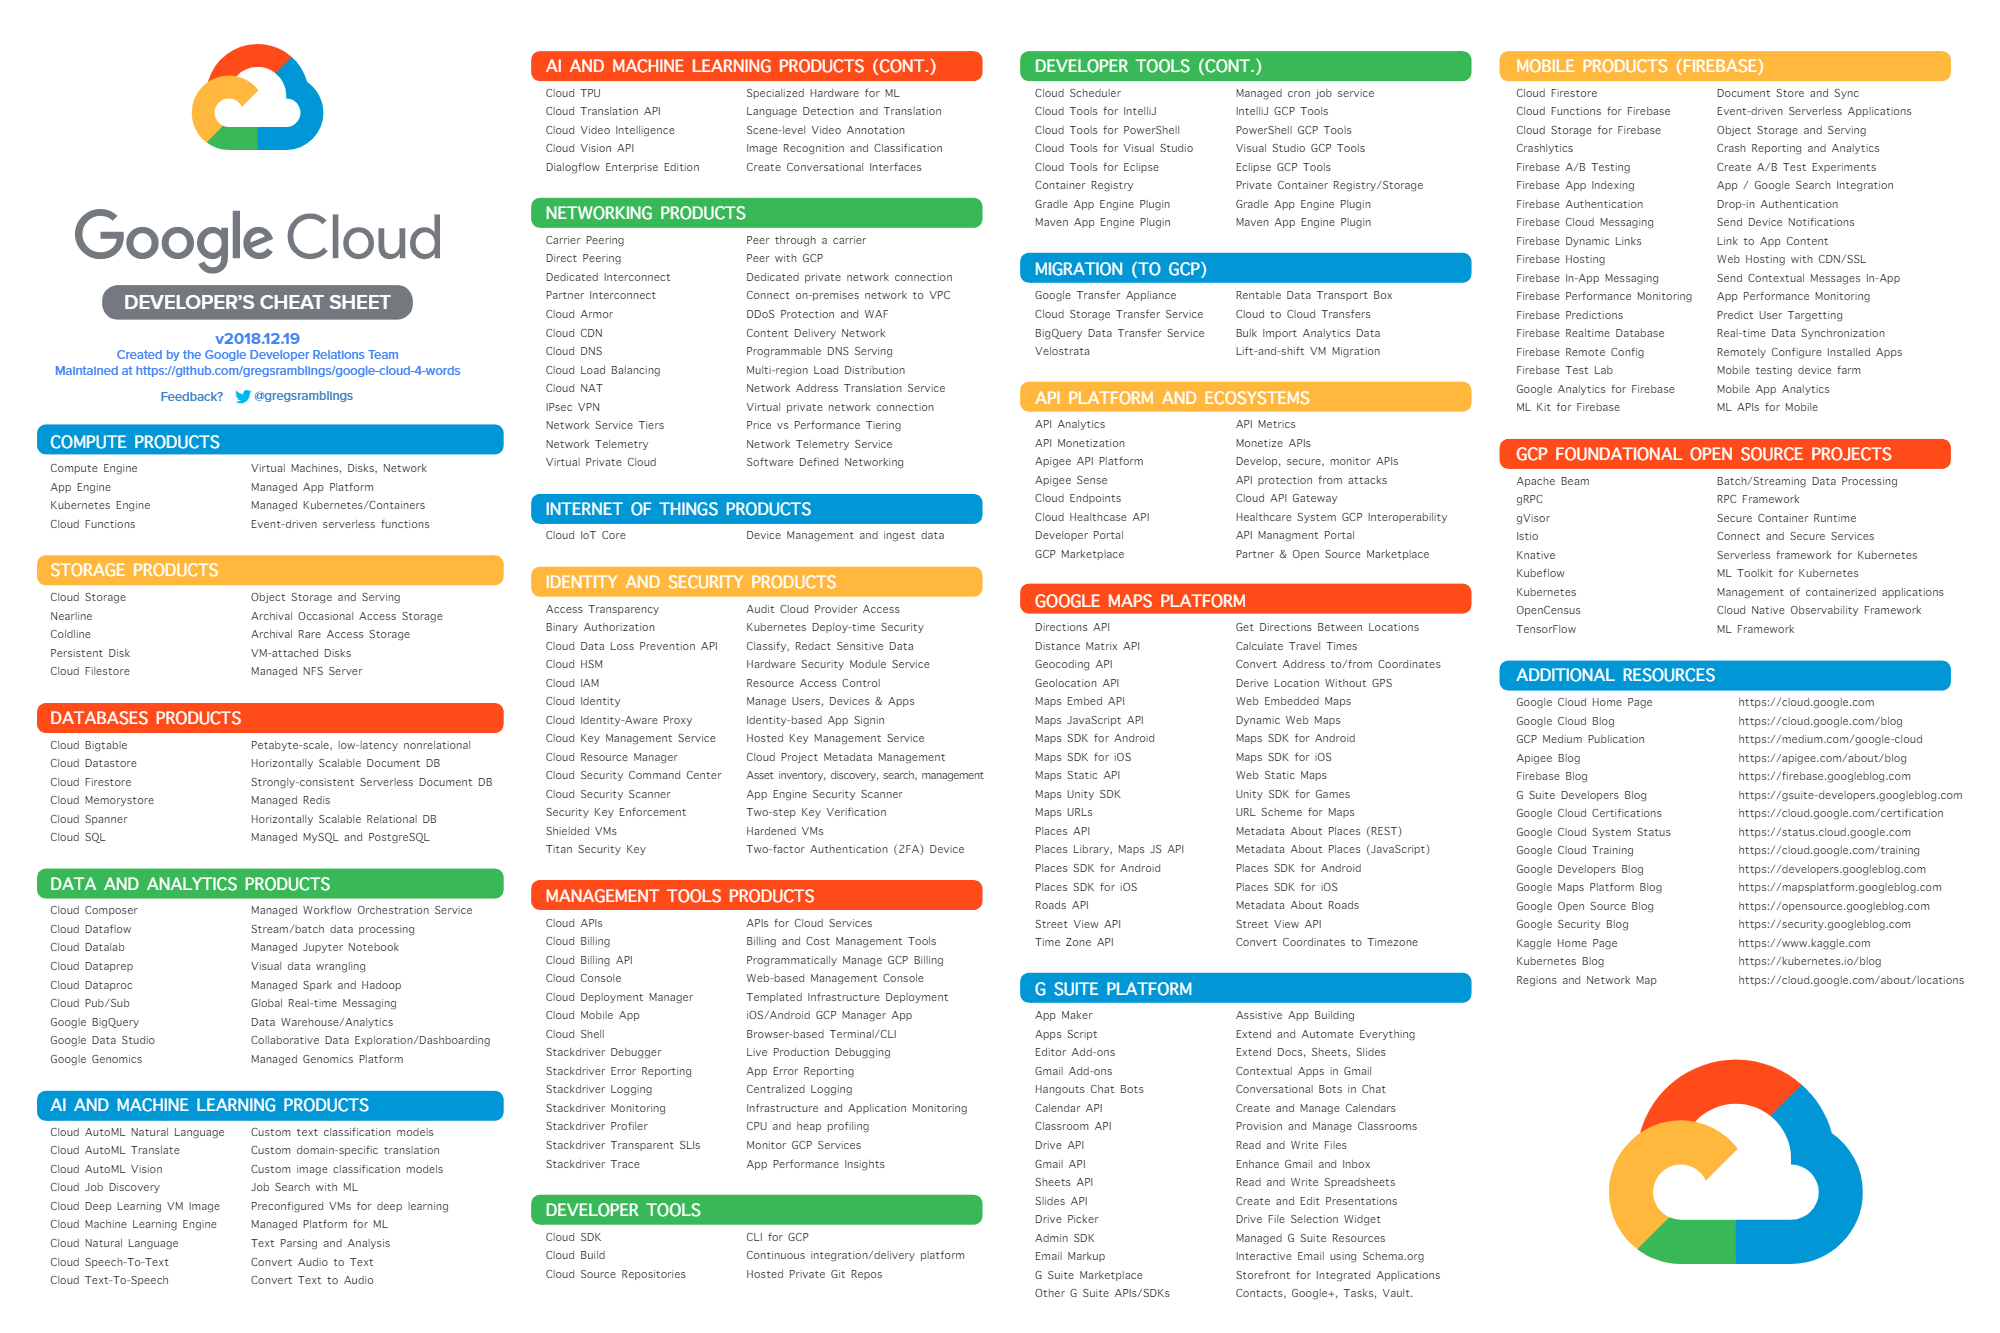 Google Cloud
DEVELOPER'S CHEAT SHEET
v2018.12.19
Created by the Google Developer Relations Team
Maintained at https://github.com/gregsramblings/google-cloud-4-words
Feedback? @gregsramblings
COMPUTE PRODUCTS
Compute Engine Virtual Machines, Disks, Network
App Engine Managed App Platform
Kubernetes Engine Managed Kubernetes/Containers
Cloud Functions Event-driven serverless functions
STORAGE PRODUCTS
Cloud Storage Object Storage and Serving
Nearline Archival Occasional Access Storage
Coldline Archival Rare Access Storage
Persistent Disk VM-attached Disks
Cloud Filestore Managed NFS Server
DATABASES PRODUCTS
Cloud Bigtable Petabyte-scale, low-latency nonrelational
Cloud Datastore Horizontally Scalable Document DB
Cloud Firestore Strongly-consistent Serverless Document DB
Cloud Memorystore Managed Redis
Cloud Spanner Horizontally Scalable Relational DB
Cloud SQL Managed MySQL and PostgreSQL
DATA AND ANALYTICS PRODUCTS
Cloud Composer Managed Workflow Orchestration Service
Cloud Dataflow Stream/batch data processing
Cloud Datalab Managed Jupyter Notebook
Cloud Dataprep Visual data wrangling
Cloud Dataproc Managed Spark and Hadoop
Cloud Pub/Sub Global Real-time Messaging
Google BigQuery Data Warehouse/Analytics
Google Data Studio Collaborative Data Exploration/Dashboarding
Google Genomics Managed Genomics Platform
AI AND MACHINE LEARNING PRODUCTS
Cloud AutoML Natural Language Custom text classification models
Cloud AutoML Translate Custom domain-specific translation
Cloud AutoML Vision Custom image classification models
Cloud Job Discovery Job Search with ML
Cloud Deep Learning VM Image Preconfigured VMs for deep learning
Cloud Machine Learning Engine Managed Platform for ML
Cloud Natural Language Text Parsing and Analysis
Cloud Speech-To-Text Convert Audio to Text
Cloud Text-To-Speech Convert Text to Audio
AI AND MACHINE LEARNING PRODUCTS (CONT.)
Cloud TPU Specialized Hardware for ML
Cloud Translation API Language Detection and Translation
Cloud Video Intelligence Scene-level Video Annotation
Cloud Vision API Image Recognition and Classification
Dialogflow Enterprise Edition Create Conversational Interfaces
NETWORKING PRODUCTS
Carrier Peering Peer through a carrier
Direct Peering Peer with GCP
Dedicated Interconnect Dedicated private network connection
Partner Interconnect Connect on-premises network to VPC
Cloud Armor DDoS Protection and WAF
Cloud CDN Content Delivery Network
Cloud DNS Programmable DNS Serving
Cloud Load Balancing Multi-region Load Distribution
Cloud NAT Network Address Translation Service
IPsec VPN Virtual private network connection
Network Service Tiers Price vs Performance Tiering
Network Telemetry Network Telemetry Service
Virtual Private Cloud Software Defined Networking
INTERNET OF THINGS PRODUCTS
Cloud IoT Core Device Management and ingest data
IDENTITY AND SECURITY PRODUCTS
Access Transparency Audit Cloud Provider Access
Binary Authorization Kubernetes Deploy-time Security
Cloud Data Loss Prevention API Classify, Redact Sensitive Data
Cloud HSM Hardware Security Module Service
Cloud IAM Resource Access Control
Cloud Identity Manage Users, Devices & Apps
Cloud Identity-Aware Proxy Identity-based App Signin
Cloud Key Management Service Hosted Key Management Service
Cloud Resource Manager Cloud Project Metadata Management
Cloud Security Command Center Asset inventory, discovery, search, management
Cloud Security Scanner App Engine Security Scanner
Security Key Enforcement Two-step Key Verification
Shielded VMs Hardened VMs
Titan Security Key Two-factor Authentication (2FA) Device
MANAGEMENT TOOLS PRODUCTS
Cloud APIs APIs for Cloud Services
Cloud Billing Billing and Cost Management Tools
Cloud Billing API Programmatically Manage GCP Billing
Cloud Console Web-based Management Console
Cloud Deployment Manager Templated Infrastructure Deployment
Cloud Mobile App iOS/Android GCP Manager App
Cloud Shell Browser-based Terminal/CLI
Stackdriver Debugger Live Production Debugging
Stackdriver Error Reporting App Error Reporting
Stackdriver Logging Centralized Logging
Stackdriver Monitoring Infrastructure and Application Monitoring
Stackdriver Profiler CPU and heap profiling
Stackdriver Transparent SLIs Monitor GCP Services
Stackdriver Trace App Performance Insights
DEVELOPER TOOLS
Cloud SDK CLI for GCP
Cloud Build Continuous integration/delivery platform
Cloud Source Repositories Hosted Private Git Repos
DEVELOPER TOOLS (CONT.)
Cloud Scheduler Managed cron job service
Cloud Tools for IntelliJ IntelliJ GCP Tools
Cloud Tools for PowerShell PowerShell GCP Tools
Cloud Tools for Visual Studio Visual Studio GCP Tools
Cloud Tools for Eclipse Eclipse GCP Tools
Container Registry Private Container Registry/Storage
Gradle App Engine Plugin Gradle App Engine Plugin
Maven App Engine Plugin Maven App Engine Plugin
MIGRATION (TO GCP)
Google Transfer Appliance Rentable Data Transport Box
Cloud Storage Transfer Service Cloud to Cloud Transfers
BigQuery Data Transfer Service Bulk Import Analytics Data
Velostrata Lift-and-shift VM Migration
API PLATFORM AND ECOSYSTEMS
API Analytics API Metrics
API Monetization Monetize APIs
Apigee API Platform Develop, secure, monitor APIs
Apigee Sense API protection from attacks
Cloud Endpoints Cloud API Gateway
Cloud Healthcase API Healthcare System GCP Interoperability
Developer Portal API Managment Portal
GCP Marketplace Partner & Open Source Marketplace
GOOGLE MAPS PLATFORM
Directions API Get Directions Between Locations
Distance Matrix API Calculate Travel Times
Geocoding API Convert Address to/from Coordinates
Geolocation API Derive Location Without GPS
Maps Embed API Web Embedded Maps
Maps JavaScript API Dynamic Web Maps
Maps SDK for Android Maps SDK for Android
Maps SDK for iOS Maps SDK for iOS
Maps Static API Web Static Maps
Maps Unity SDK Unity SDK for Games
Maps URLs URL Scheme for Maps
Places API Metadata About Places (REST)
Places Library, Maps JS API Metadata About Places (JavaScript)
Places SDK for Android Places SDK for Android
Places SDK for iOS Places SDK for iOS
Roads API Metadata About Roads
Street View API Street View API
Time Zone API Convert Coordinates to Timezone
G SUITE PLATFORM
App Maker Assistive App Building
Apps Script Extend and Automate Everything
Editor Add-ons Extend Docs, Sheets, Slides
Gmail Add-ons Contextual Apps in Gmail
Hangouts Chat Bots Conversational Bots in Chat
Calendar API Create and Manage Calendars
Classroom API Provision and Manage Classrooms
Drive API Read and Write Files
Gmail API Enhance Gmail and Inbox
Sheets API Read and Write Spreadsheets
Slides API Create and Edit Presentations
Drive Picker Drive File Selection Widget
Admin SDK Managed G Suite Resources
Email Markup Interactive Email using Schema.org
G Suite Marketplace Storefront for Integrated Applications
Other G Suite APIs/SDKs Contacts, Google+, Tasks, Vault.
MOBILE PRODUCTS (FIREBASE)
Cloud Firestore Document Store and Sync
Cloud Functions for Firebase Event-driven Serverless Applications
Cloud Storage for Firebase Object Storage and Serving
Crashlytics Crash Reporting and Analytics
Firebase A/B Testing Create A/B Test Experiments
Firebase App Indexing App / Google Search Integration
Firebase Authentication Drop-in Authentication
Firebase Cloud Messaging Send Device Notifications
Firebase Dynamic Links Link to App Content
Firebase Hosting Web Hosting with CDN/SSL
Firebase In-App Messaging Send Contextual Messages In-App
Firebase Performance Monitoring App Performance Monitoring
Firebase Predictions Predict User Targetting
Firebase Realtime Database Real-time Data Synchronization
Firebase Remote Config Remotely Configure Installed Apps
Firebase Test Lab Mobile testing device farm
Google Analytics for Firebase Mobile App Analytics
ML Kit for Firebase ML APIs for Mobile
GCP FOUNDATIONAL OPEN SOURCE PROJECTS
Apache Beam Batch/Streaming Data Processing
gRPC RPC Framework
gVisor Secure Container Runtime
Istio Connect and Secure Services
Knative Serverless framework for Kubernetes
Kubeflow ML Toolkit for Kubernetes
Kubernetes Management of containerized applications
OpenCensus Cloud Native Observability Framework
TensorFlow ML Framework
ADDITIONAL RESOURCES
Google Cloud Home Page https://cloud.google.com
Google Cloud Blog https://cloud.google.com/blog
GCP Medium Publication https://medium.com/google-cloud
Apigee Blog https://apigee.com/about/blog
Firebase Blog https://firebase.googleblog.com
G Suite Developers Blog https://gsuite-developers.googleblog.com
Google Cloud Certifications https://cloud.google.com/certification
Google Cloud System Status https://status.cloud.google.com
Google Cloud Training https://cloud.google.com/training
Google Developers Blog https://developers.googleblog.com
Google Maps Platform Blog https://mapsplatform.googleblog.com
Google Open Source Blog https://opensource.googleblog.com
Google Security Blog https://security.googleblog.com
Kaggle Home Page https://www.kaggle.com
Kubernetes Blog https://kubernetes.io/blog
Regions and Network Map https://cloud.google.com/about/locations